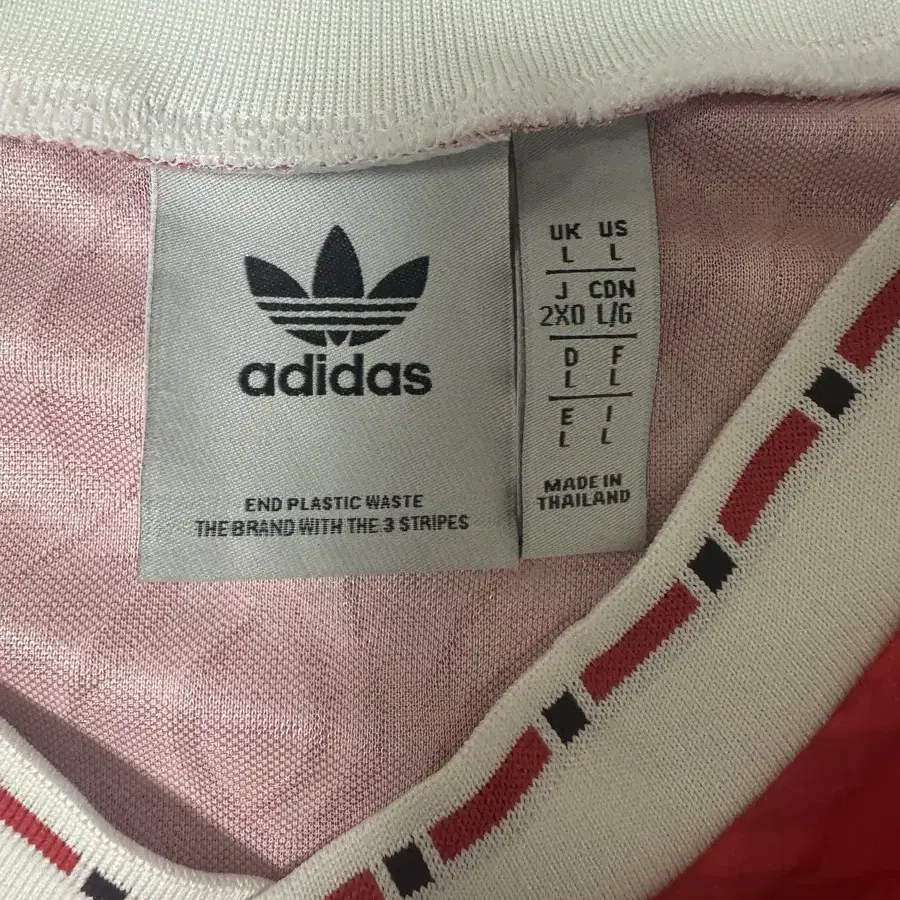 adidas
END PLASTIC WASTE
THE BRAND WITH THE 3 STRIPES
UK US
L L
J CDN
2XO L/G
D F
L L
E I
L L
MADE IN
THAILAND